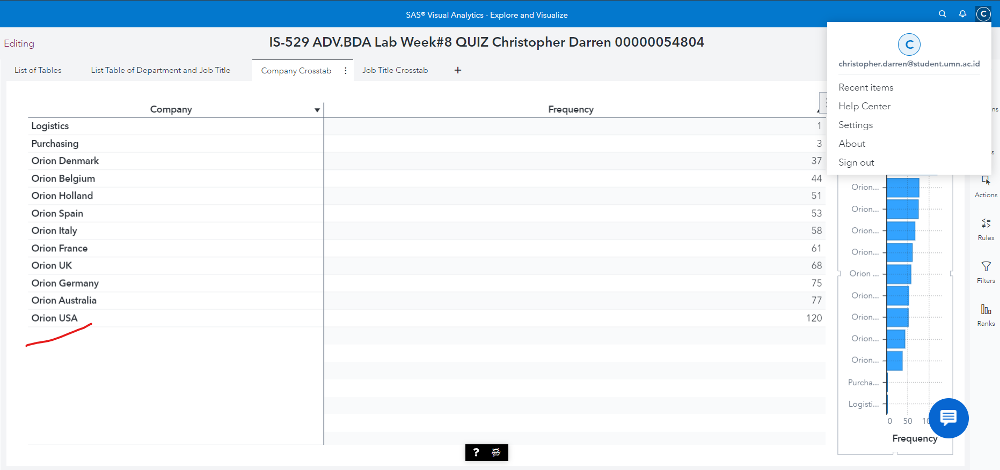 SAS® Visual Analytics - Explore and Visualize
C
Editing
IS-529 ADV.BDA Lab Week#8 QUIZ Christopher Darren 00000054804
C
christopher.darren@student.umn.ac.id
List of Tables
List Table of Department and Job Title
Company Crosstab
Job Title Crosstab
Recent items
Help Center
Settings
About
Sign out
Company Frequency
Logistics 1
Purchasing 3
Orion Denmark 37
Orion Belgium 44
Orion Holland 51
Orion Spain 53
Orion Italy 58
Orion France 61
Orion UK 68
Orion Germany 75
Orion Australia 77
Orion USA 120
Orion...
Orion...
Orion...
Orion...
Orion ...
Orion...
Orion...
Orion...
Orion...
Purcha...
Logisti...
0 50
Frequency
Actions
Rules
Filters
Ranks
?